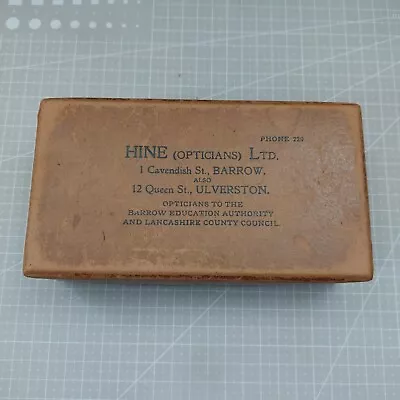 PHONE 729
HINE (OPTICIANS) LTD.
1 Cavendish St., BARROW.
ALSO
12 Queen St., ULVERSTON.
OPTICIANS TO THE
BARROW EDUCATION AUTHORITY
AND LANCASHIRE COUNTY COUNCIL.